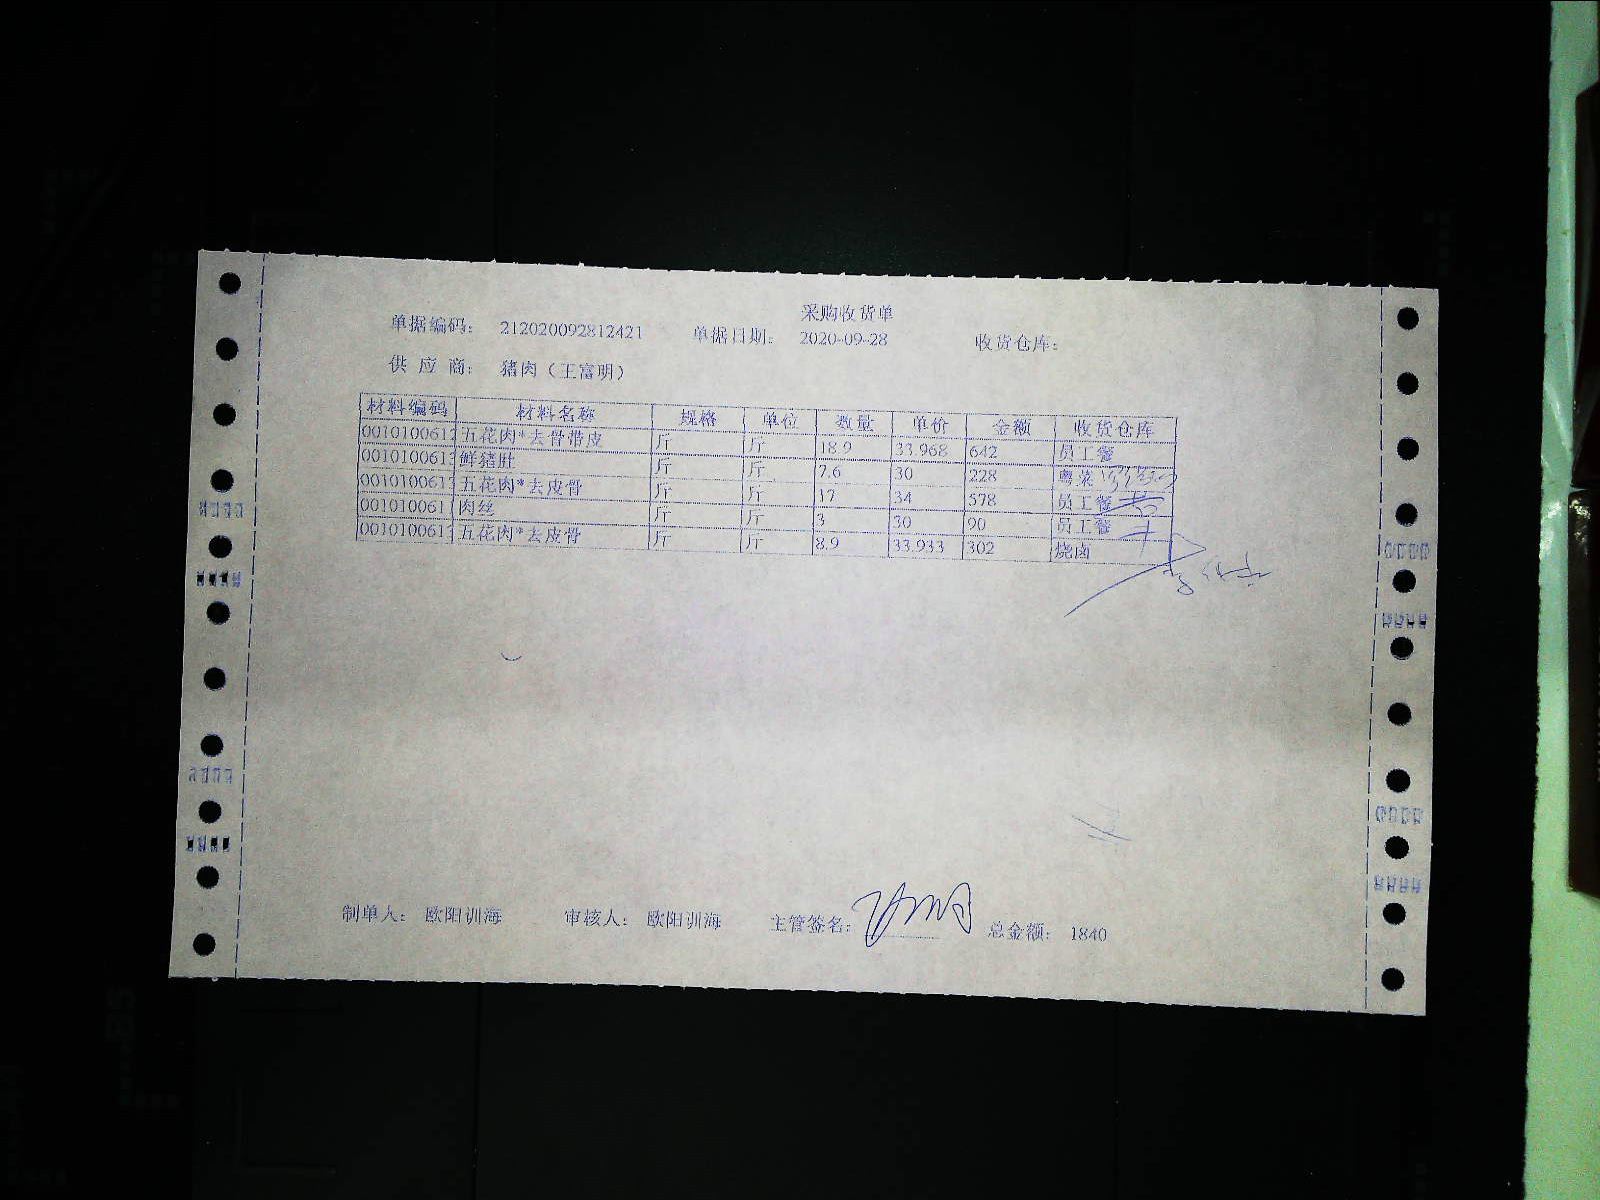 采购收货单
单据编码： 212020092812421 单据日期： 2020-09-28 收货仓库：
供 应 商： 猪肉（王富明）
材料编码 材料名称 规格 单位 数量 单价 金额 收货仓库
001010061 五花肉*去骨带皮 斤 斤 18.9 33.968 642 员工餐
001010061 鲜猪肚 斤 斤 7.6 30 228 粤菜
001010061 五花肉*去皮骨 斤 斤 17 34 578 员工餐
001010061 肉丝 斤 斤 3 30 90 员工餐
001010061 五花肉*去皮骨 斤 斤 8.9 33.933 302 烧卤
制单人： 欧阳训海 审核人： 欧阳训海 主管签名： 总金额： 1840